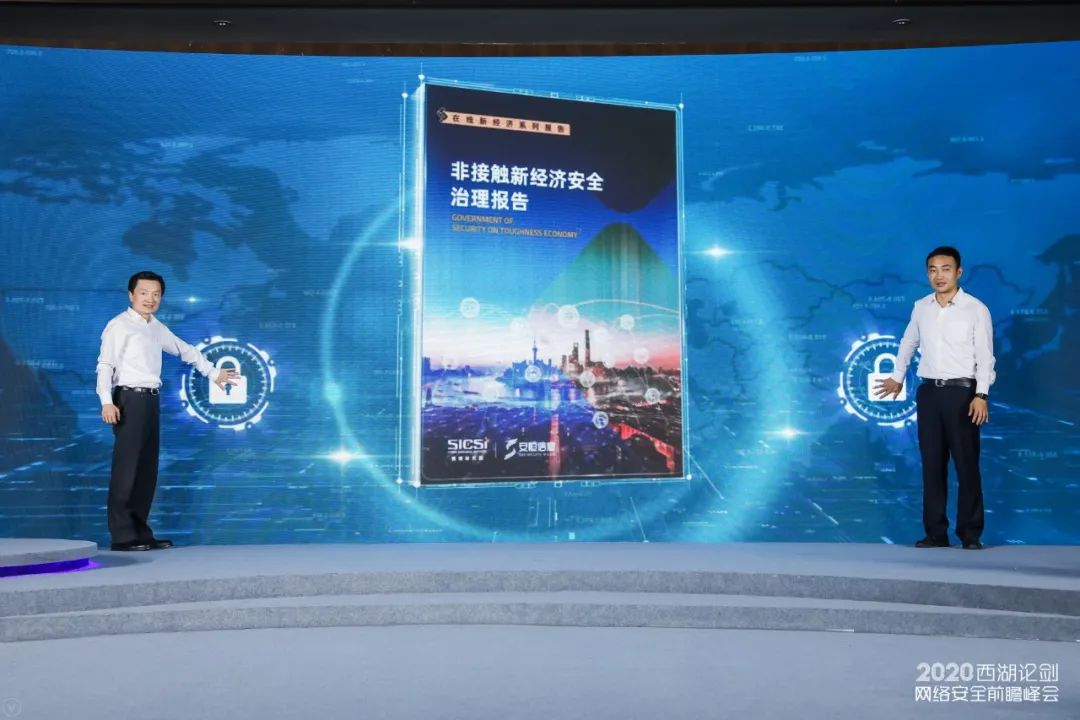 在线新经济系列报告
非接触新经济安全
治理报告
GOVERNMENT OF
SECURITY ON TOUGHNESS ECONOMY
SICSI
安恒信息
2020西湖论剑
网络安全前瞻峰会